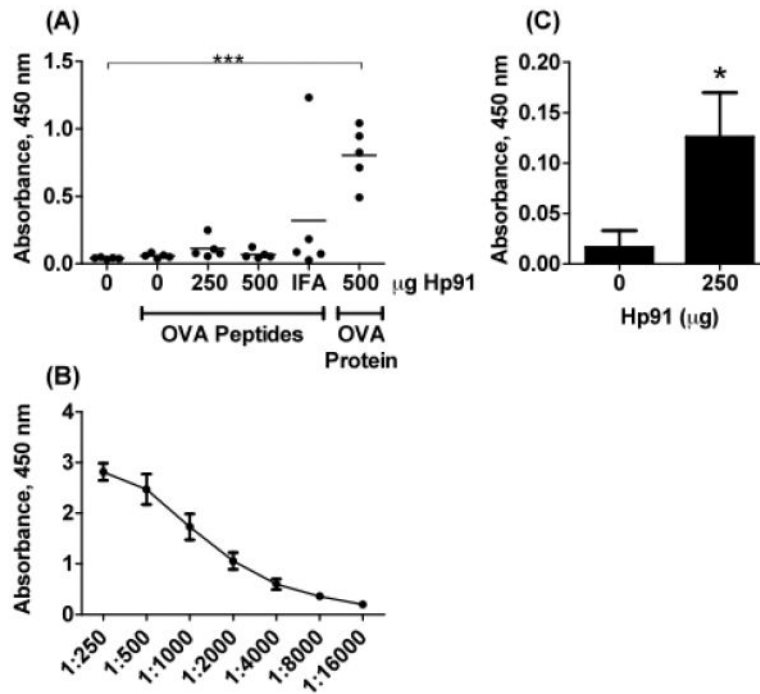 (A)
Absorbance, 450 nm
1.5
1.0
0.5
0.0
***
0 0 250 500 IFA 500 μg Hp91
OVA Peptides
OVA
Protein
(C)
Absorbance, 450 nm
0.20
0.15
0.10
0.05
0.00
*
0 250
Hp91 (μg)
(B)
Absorbance, 450 nm
4
3
2
1
0
1:250 1:500 1:1000 1:2000 1:4000 1:8000 1:16000